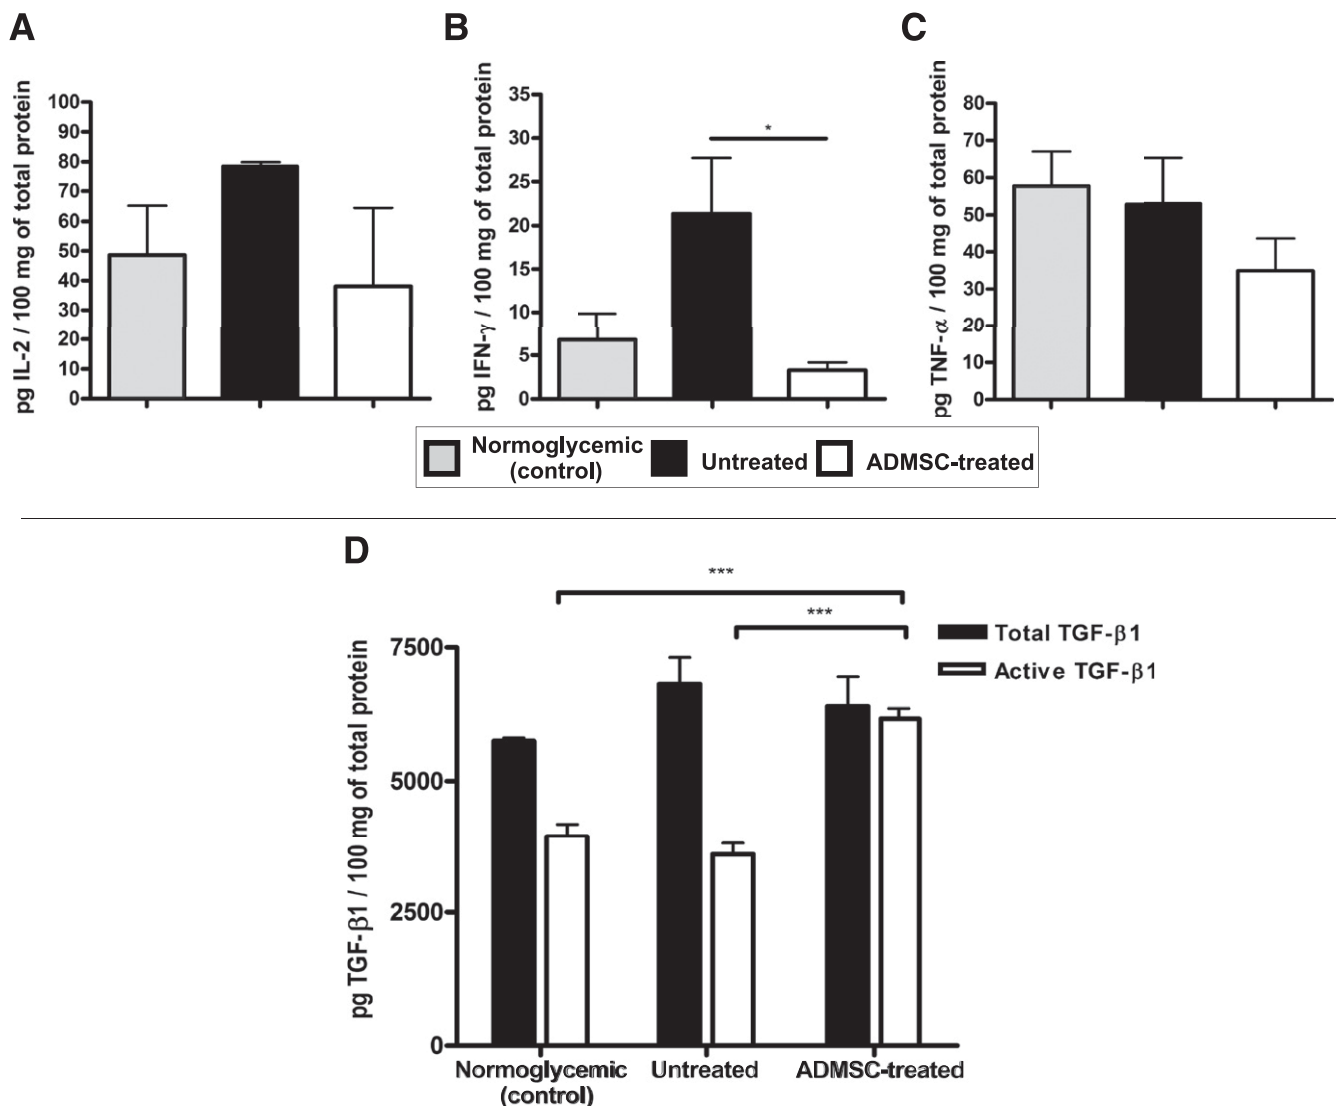 A
B
C
pg IL-2 / 100 mg of total protein
100
90
80
70
60
50
40
30
20
10
0
pg IFN-γ / 100 mg of total protein
35
30
25
20
15
10
5
0
*
pg TNF-α / 100 mg of total protein
80
70
60
50
40
30
20
10
0
Normoglycemic
(control)
Untreated
ADMSC-treated
D
***
***
Total TGF-β1
Active TGF-β1
pg TGF-β1 / 100 mg of total protein
7500
5000
2500
0
Normoglycemic
(control)
Untreated
ADMSC-treated